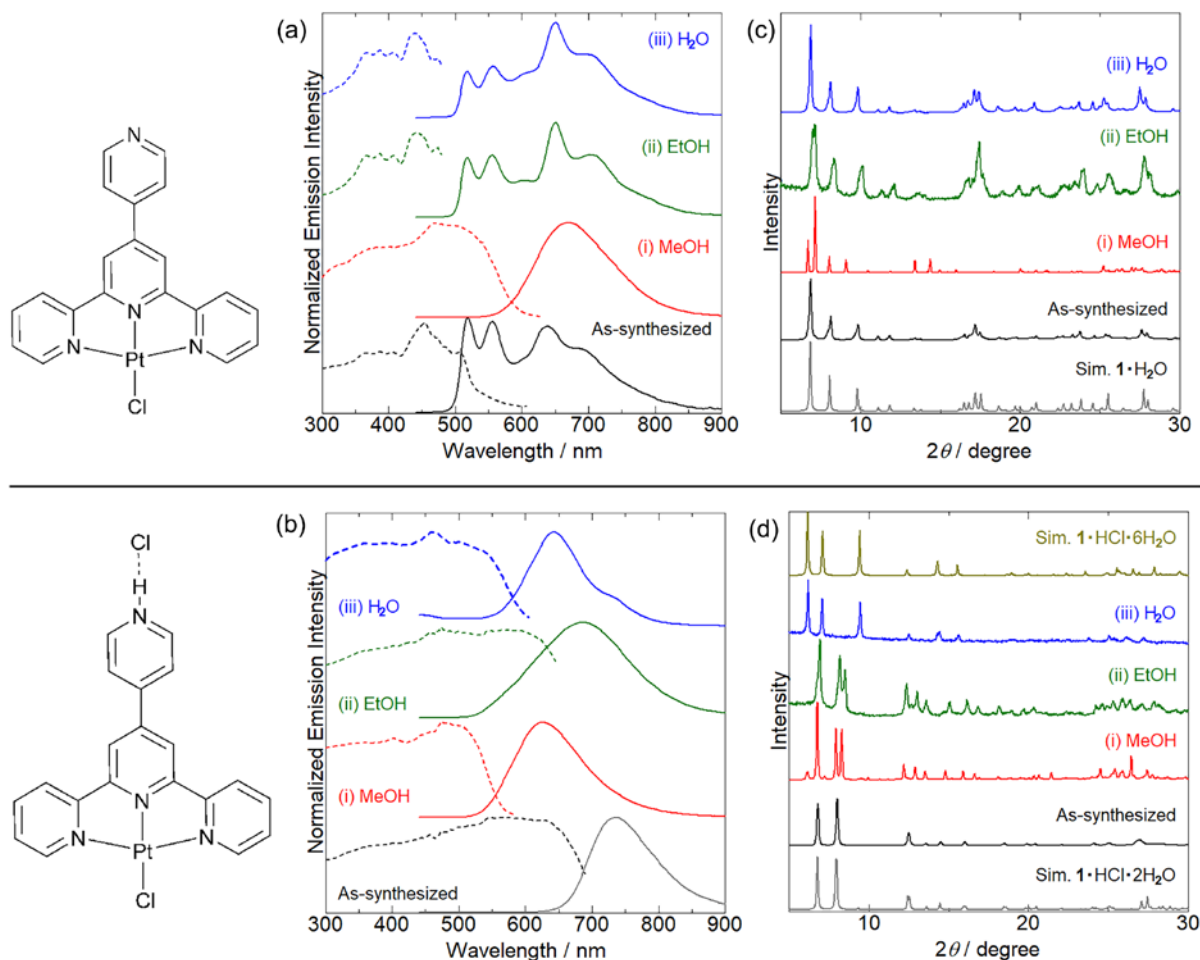 (a)
(iii) H2O
(ii) EtOH
(i) MeOH
As-synthesized
Normalized Emission Intensity
300 400 500 600 700 800 900
Wavelength / nm
(c)
(iii) H2O
(ii) EtOH
(i) MeOH
As-synthesized
Sim. 1·H2O
Intensity
10 20 30
2θ / degree
N
N
N
N
Pt
Cl
(b)
(iii) H2O
(ii) EtOH
(i) MeOH
As-synthesized
Normalized Emission Intensity
300 400 500 600 700 800 900
Wavelength / nm
(d)
Sim. 1·HCl·6H2O
(iii) H2O
(ii) EtOH
(i) MeOH
As-synthesized
Sim. 1·HCl·2H2O
Intensity
10 20 30
2θ / degree
Cl
H
N
N
N
N
Pt
Cl